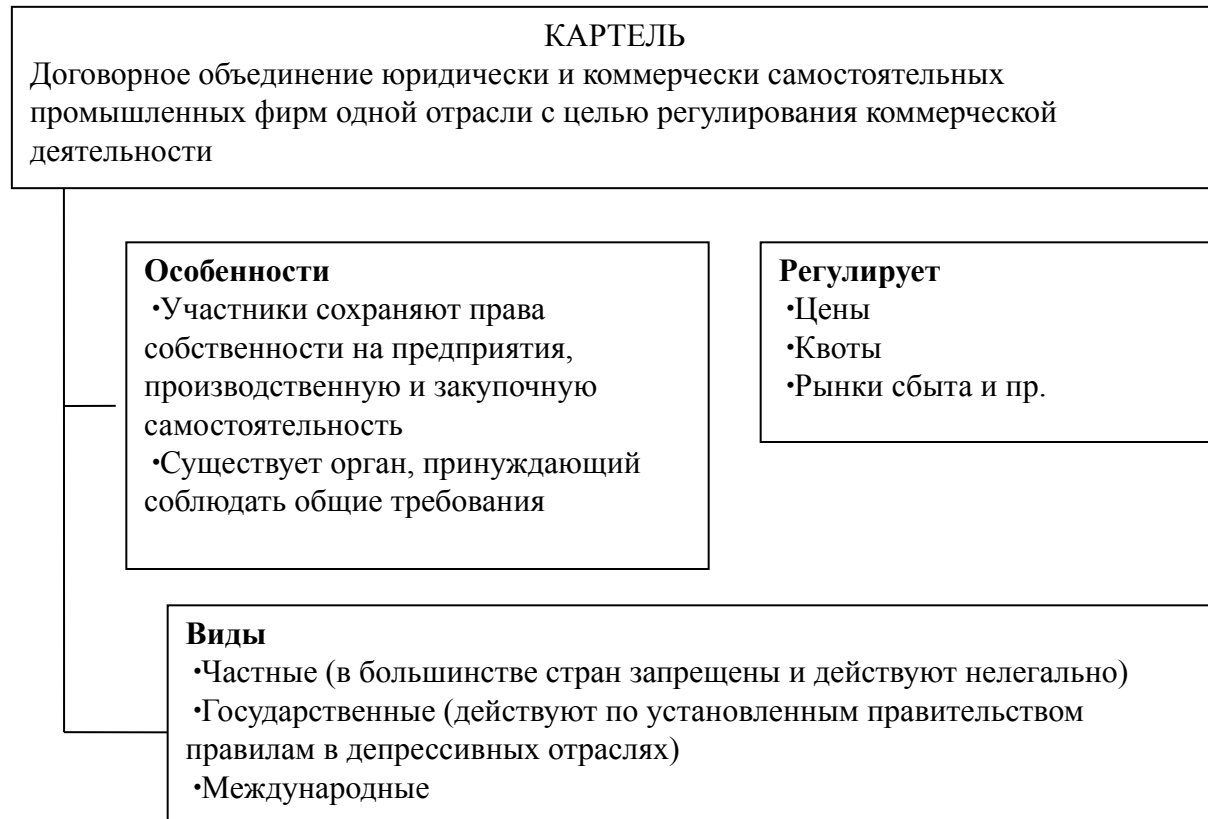 КАРТЕЛЬ
Договорное объединение юридически и коммерчески самостоятельных
промышленных фирм одной отрасли с целью регулирования коммерческой
деятельности
Особенности
·Участники сохраняют права
собственности на предприятия,
производственную и закупочную
самостоятельность
·Существует орган, принуждающий
соблюдать общие требования
Регулирует
·Цены
·Квоты
·Рынки сбыта и пр.
Виды
·Частные (в большинстве стран запрещены и действуют нелегально)
·Государственные (действуют по установленным правительством
правилам в депрессивных отраслях)
·Международные